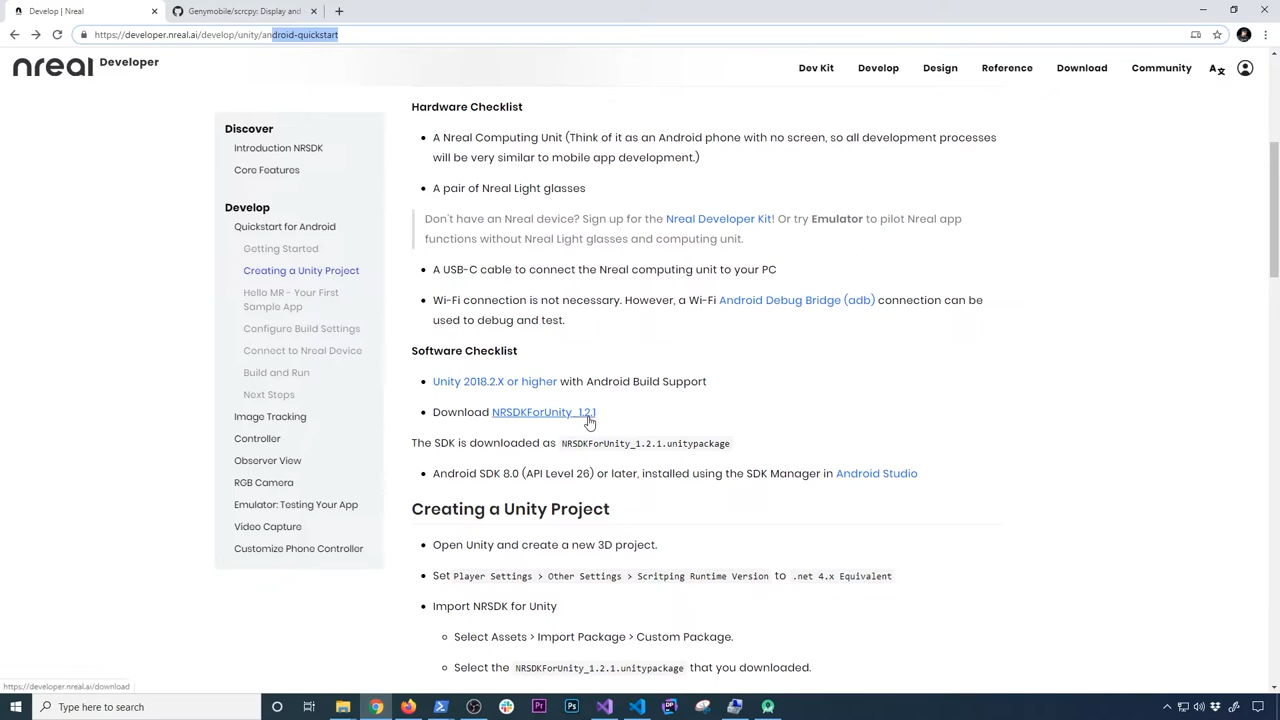 Develop | Nreal
Genymobile/scrcpy: Display and
https://developer.nreal.ai/develop/unity/android-quickstart
nreal Developer
Dev Kit
Develop
Design
Reference
Download
Community
Discover
Introduction NRSDK
Core Features
Develop
Quickstart for Android
Getting Started
Creating a Unity Project
Hello MR - Your First
Sample App
Configure Build Settings
Connect to Nreal Device
Build and Run
Next Steps
Image Tracking
Controller
Observer View
RGB Camera
Emulator: Testing Your App
Video Capture
Customize Phone Controller
Hardware Checklist
A Nreal Computing Unit (Think of it as an Android phone with no screen, so all development processes
will be very similar to mobile app development.)
A pair of Nreal Light glasses
Don't have an Nreal device? Sign up for the Nreal Developer Kit! Or try Emulator to pilot Nreal app
functions without Nreal Light glasses and computing unit.
A USB-C cable to connect the Nreal computing unit to your PC
Wi-Fi connection is not necessary. However, a Wi-Fi Android Debug Bridge (adb) connection can be
used to debug and test.
Software Checklist
Unity 2018.2.X or higher with Android Build Support
Download NRSDKForUnity_1.2.1
The SDK is downloaded as NRSDKForUnity_1.2.1.unitypackage
Android SDK 8.0 (API Level 26) or later, installed using the SDK Manager in Android Studio
Creating a Unity Project
Open Unity and create a new 3D project.
Set Player Settings > Other Settings > Scritping Runtime Version to .net 4.x Equivalent
Import NRSDK for Unity
Select Assets > Import Package > Custom Package.
Select the NRSDKForUnity_1.2.1.unitypackage that you downloaded.
https://developer.nreal.ai/download
Type here to search